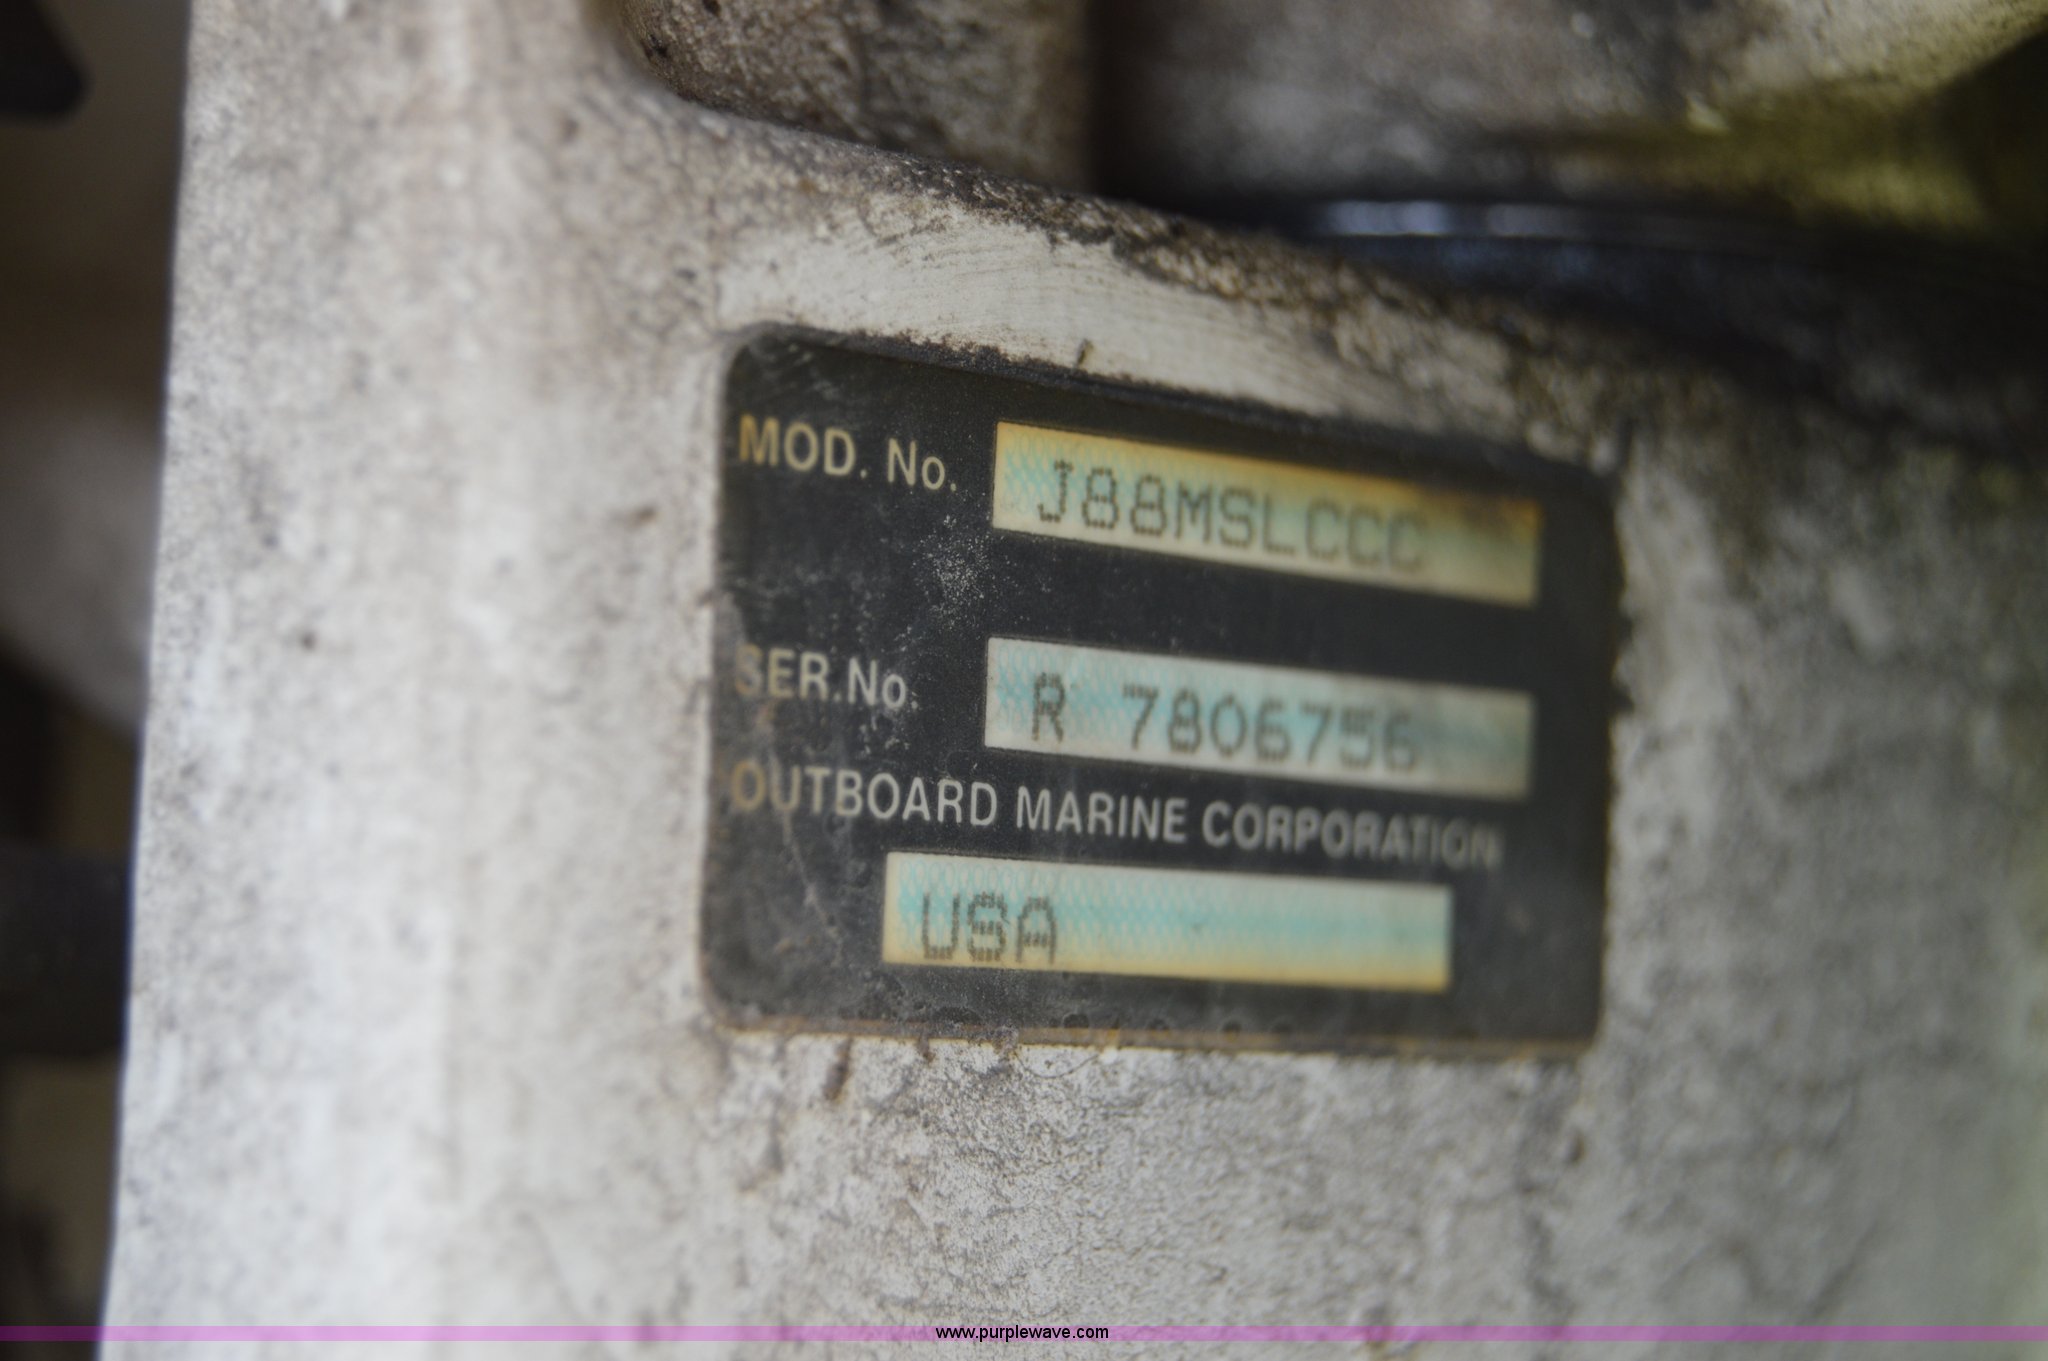 MOD. No. J88MSLCCC
SER.No. R 7806756
OUTBOARD MARINE CORPORATION
USA
www.purplewave.com